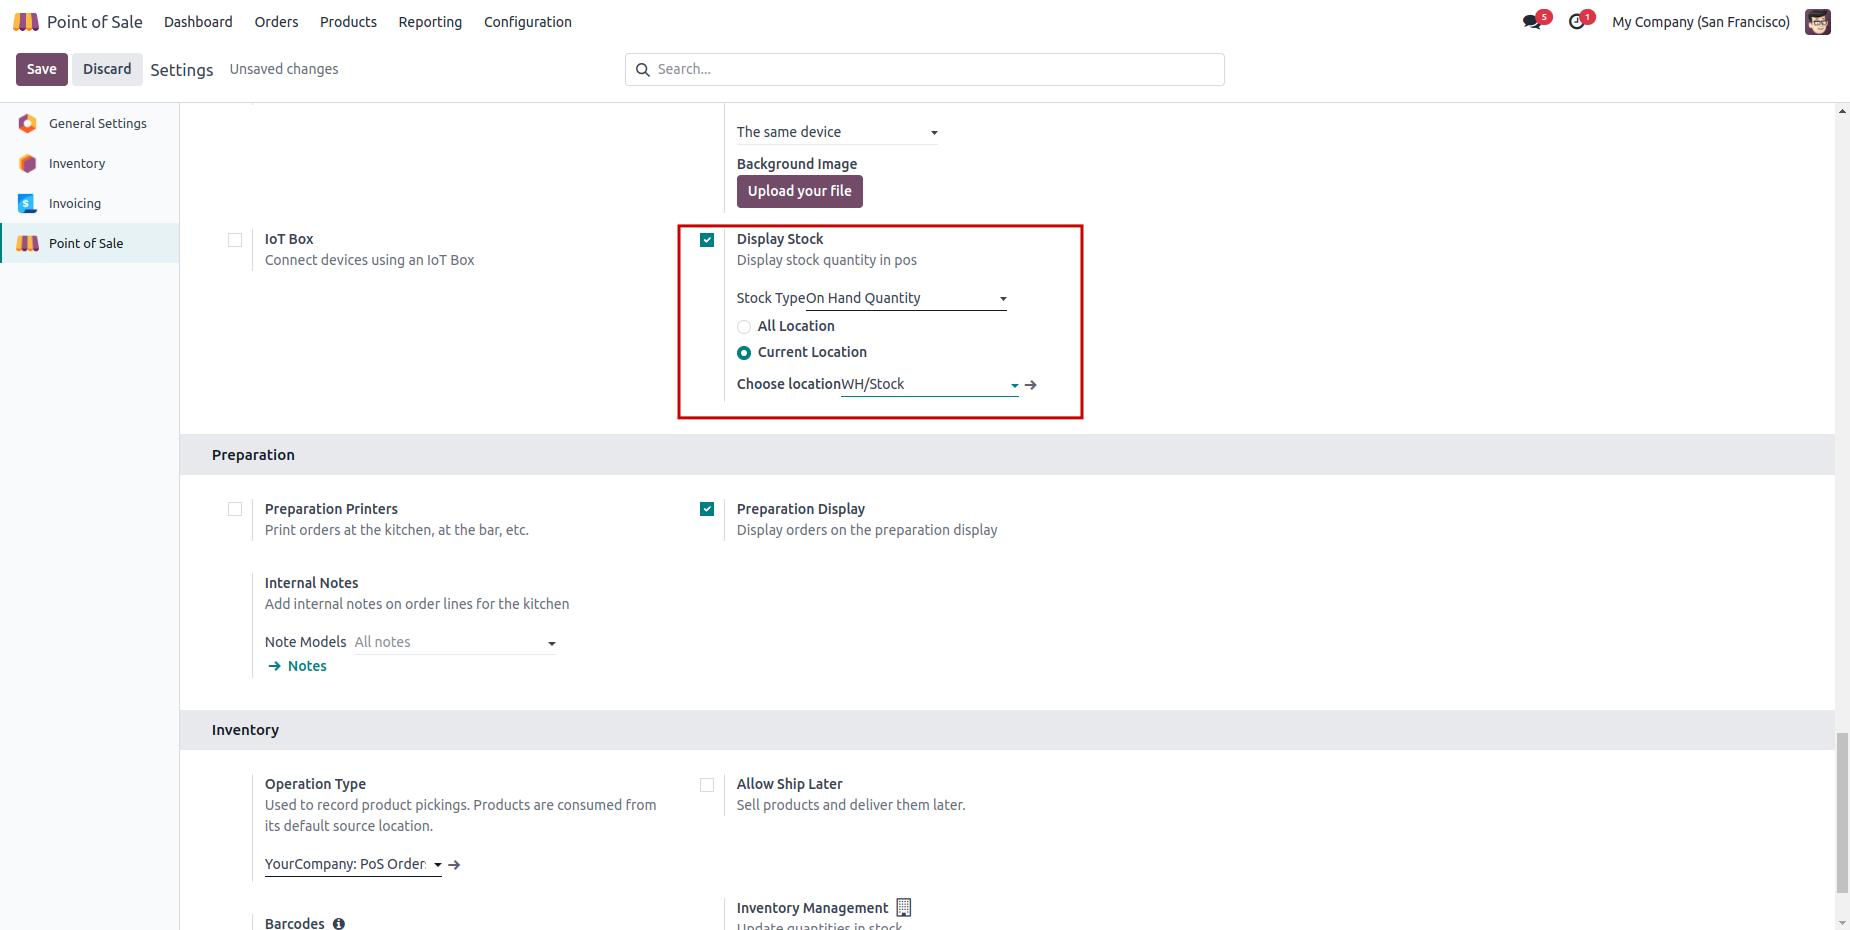 Point of Sale Dashboard Orders Products Reporting Configuration 5 1 My Company (San Francisco)
Save Discard Settings Unsaved changes Search...
General Settings
Inventory
Invoicing
Point of Sale
The same device
Background Image
Upload your file
IoT Box
Connect devices using an IoT Box
Display Stock
Display stock quantity in pos
Stock Type On Hand Quantity
All Location
Current Location
Choose location WH/Stock
Preparation
Preparation Printers
Print orders at the kitchen, at the bar, etc.
Preparation Display
Display orders on the preparation display
Internal Notes
Add internal notes on order lines for the kitchen
Note Models All notes
Notes
Inventory
Operation Type
Used to record product pickings. Products are consumed from
its default source location.
YourCompany: PoS Order
Allow Ship Later
Sell products and deliver them later.
Barcodes
Inventory Management
Update quantities in stock